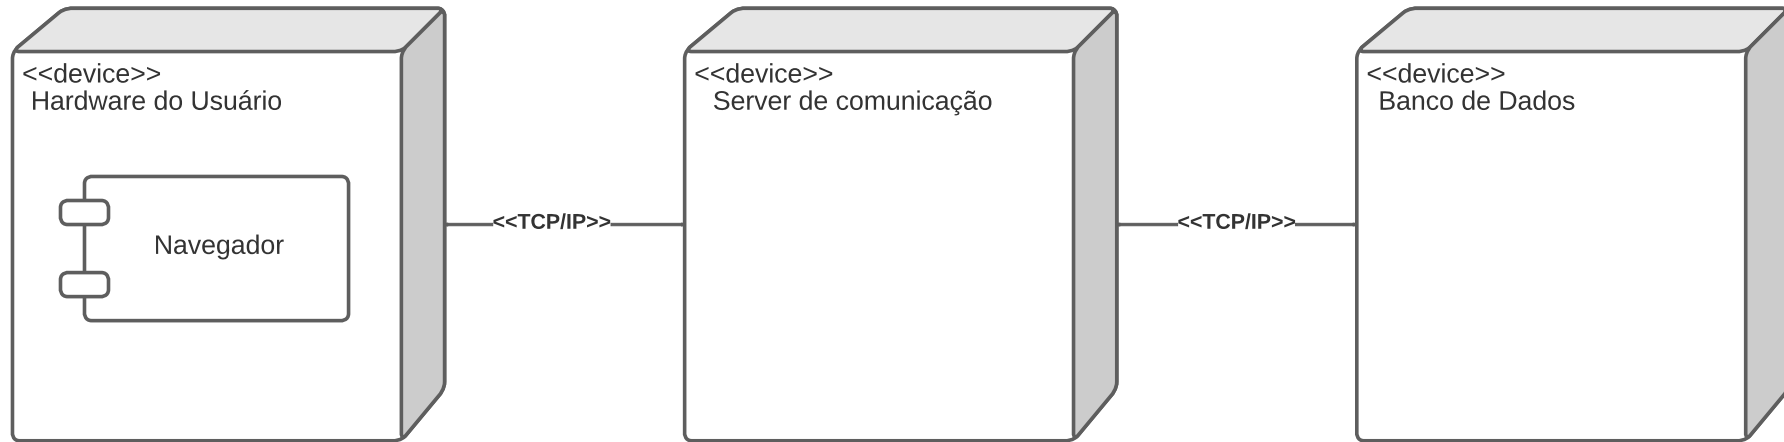 <<device>>
Hardware do Usuário
Navegador
<<TCP/IP>>
<<device>>
Server de comunicação
<<TCP/IP>>
<<device>>
Banco de Dados